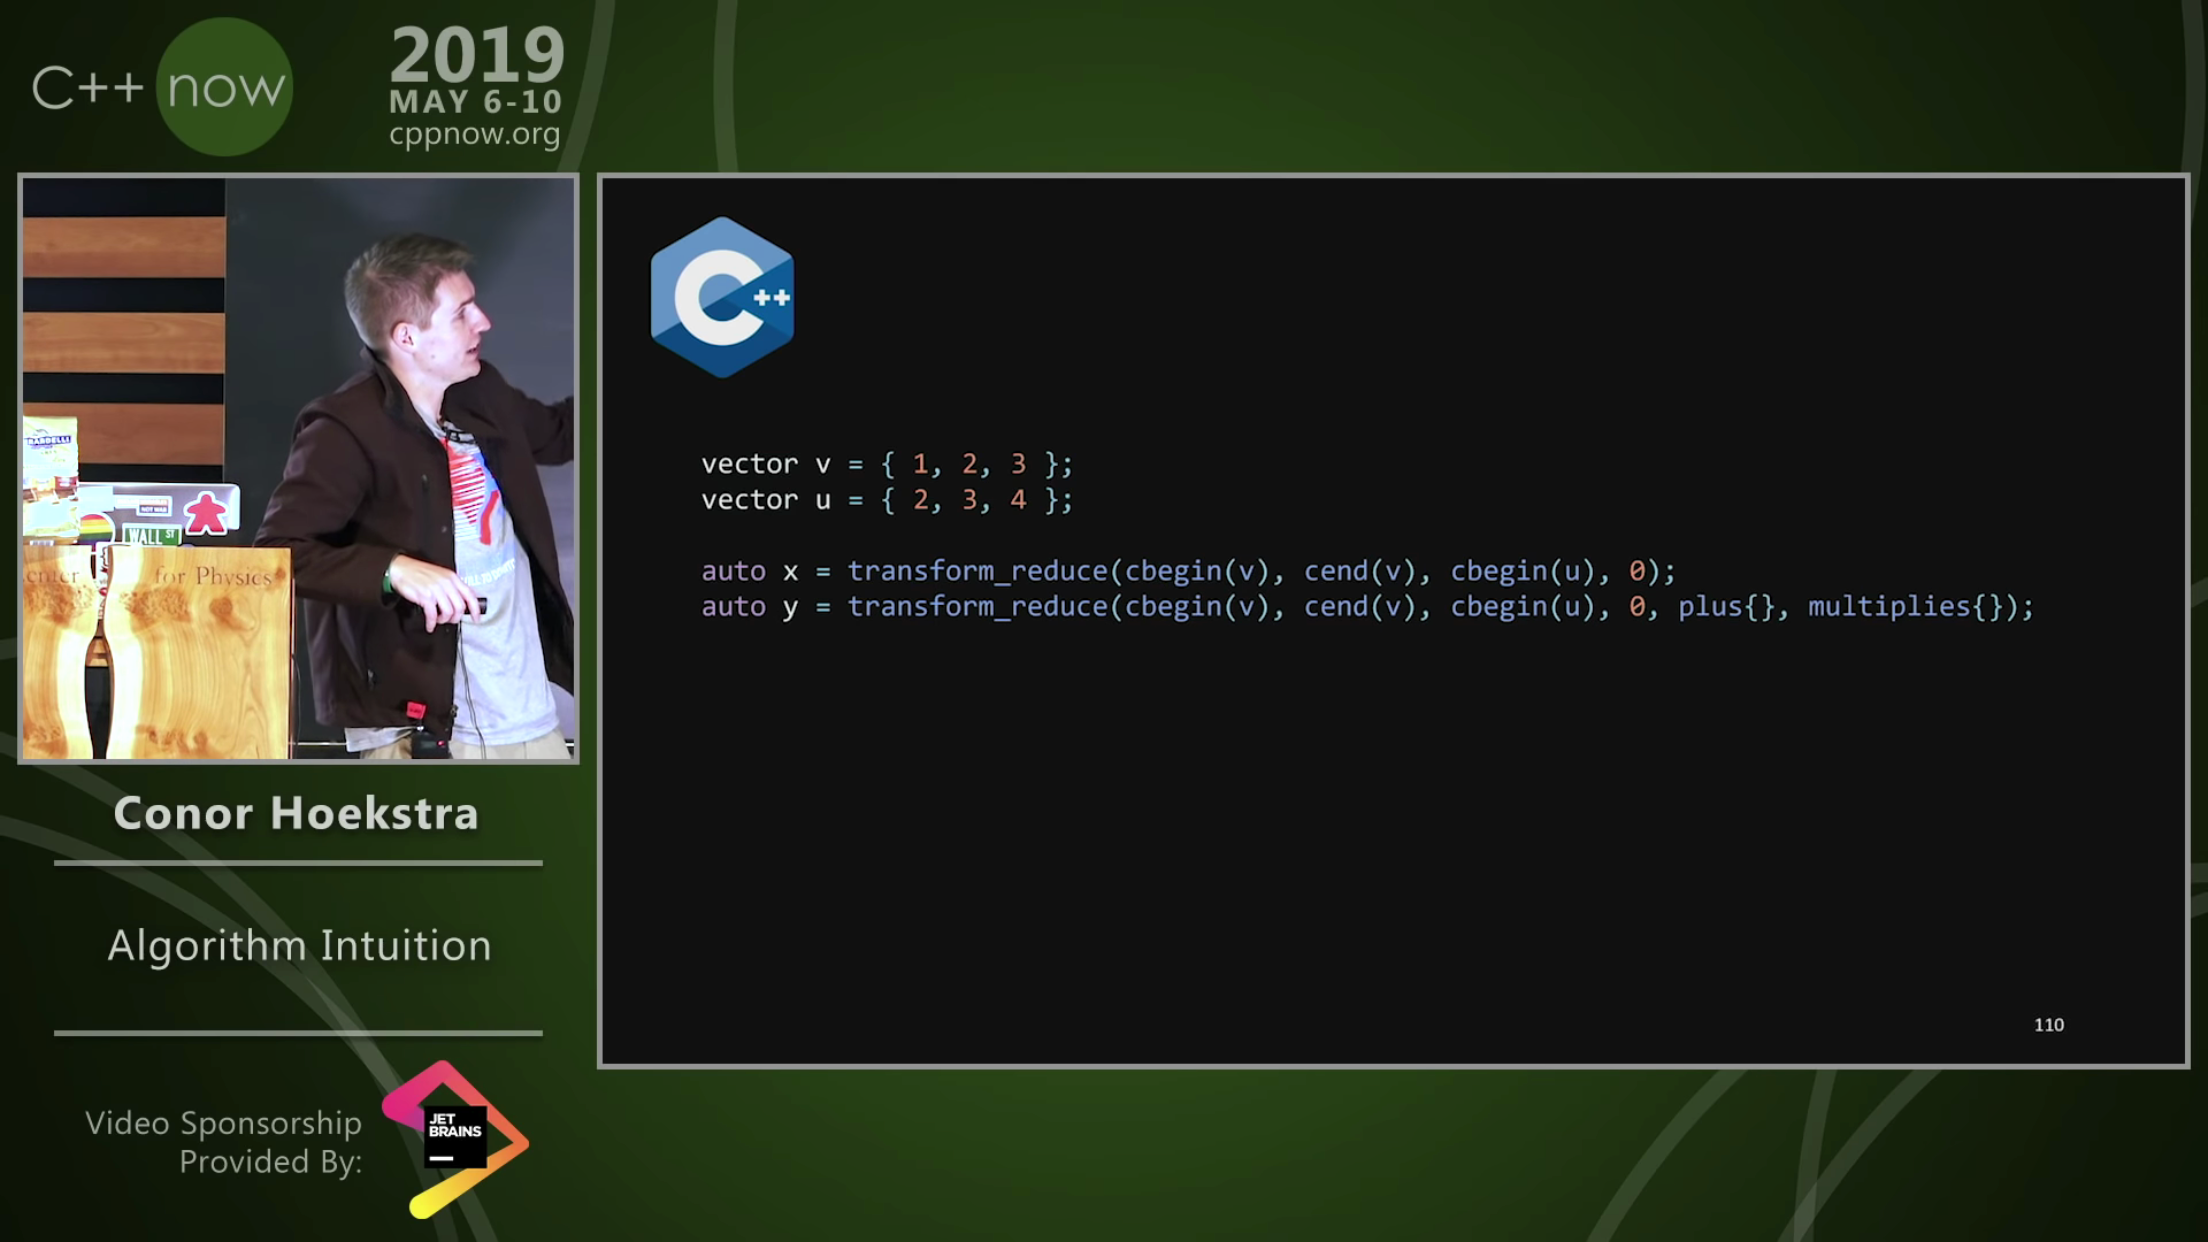 C++ now
2019
MAY 6-10
cppnow.org
WALL ST
for Physics
Conor Hoekstra
Algorithm Intuition
Video Sponsorship
Provided By:
JET
BRAINS
C++
vector v = { 1, 2, 3 };
vector u = { 2, 3, 4 };
auto x = transform_reduce(cbegin(v), cend(v), cbegin(u), 0);
auto y = transform_reduce(cbegin(v), cend(v), cbegin(u), 0, plus{}, multiplies{});
110